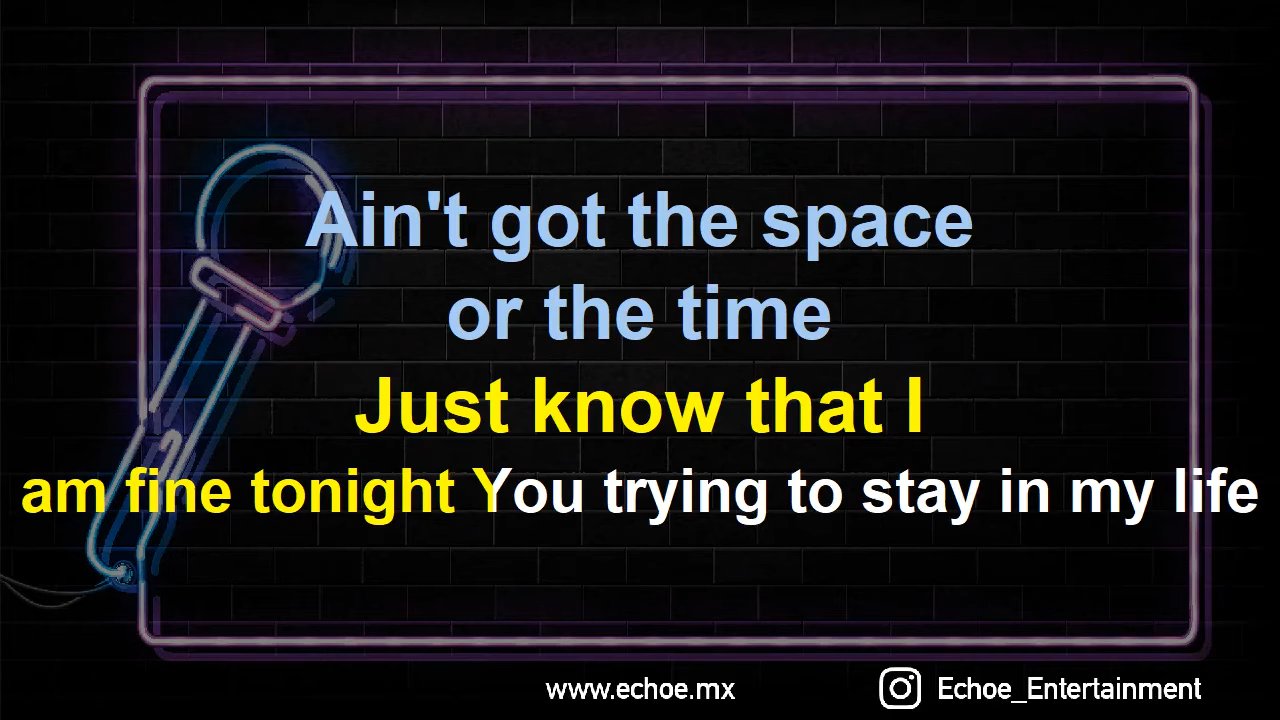 Ain't got the space
or the time
Just know that I
am fine tonight You trying to stay in my life
www.echoe.mx
Echoe_Entertainment